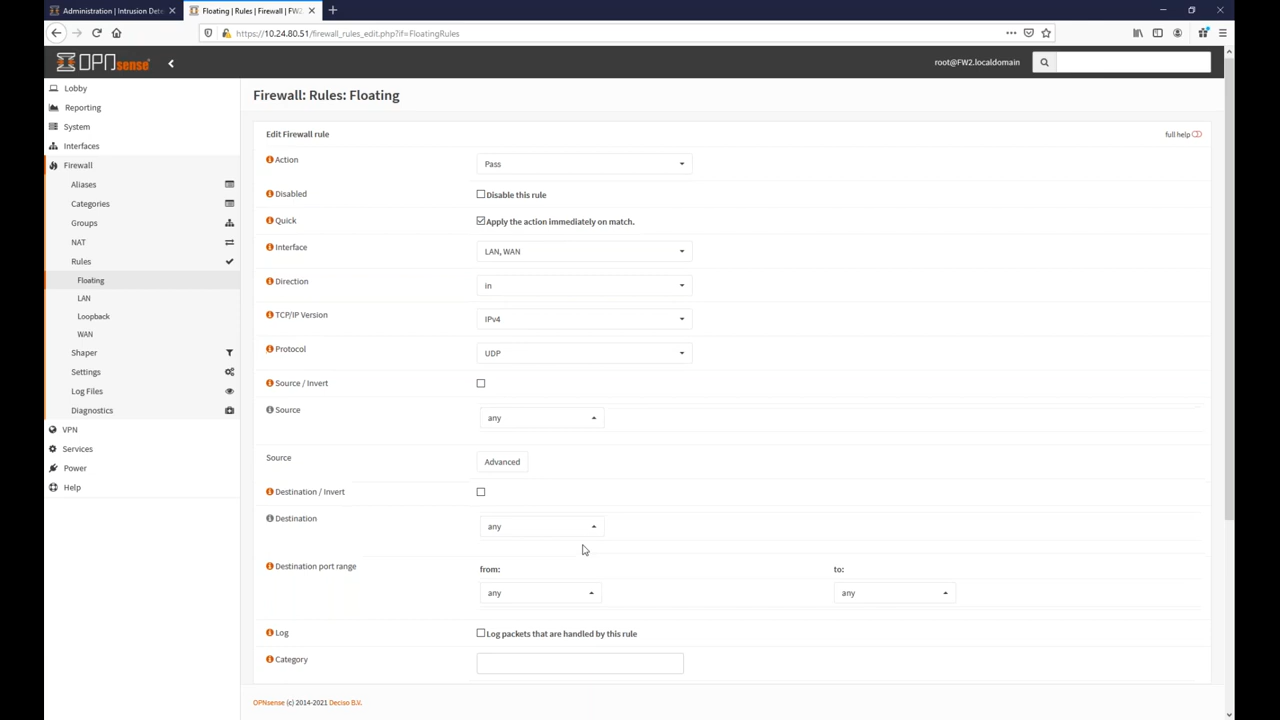 Administration | Intrusion Dete
Floating | Rules | Firewall | FW2.
https://10.24.80.51/firewall_rules_edit.php?if=FloatingRules
OPNsense
root@FW2.localdomain
Lobby
Reporting
System
Interfaces
Firewall
Aliases
Categories
Groups
NAT
Rules
Floating
LAN
Loopback
WAN
Shaper
Settings
Log Files
Diagnostics
VPN
Services
Power
Help
Firewall: Rules: Floating
Edit Firewall rule
full help
Action
Pass
Disabled
Disable this rule
Quick
Apply the action immediately on match.
Interface
LAN, WAN
Direction
in
TCP/IP Version
IPv4
Protocol
UDP
Source / Invert
Source
any
Source
Advanced
Destination / Invert
Destination
any
Destination port range
from:
to:
any
any
Log
Log packets that are handled by this rule
Category
OPNsense (c) 2014-2021 Deciso B.V.